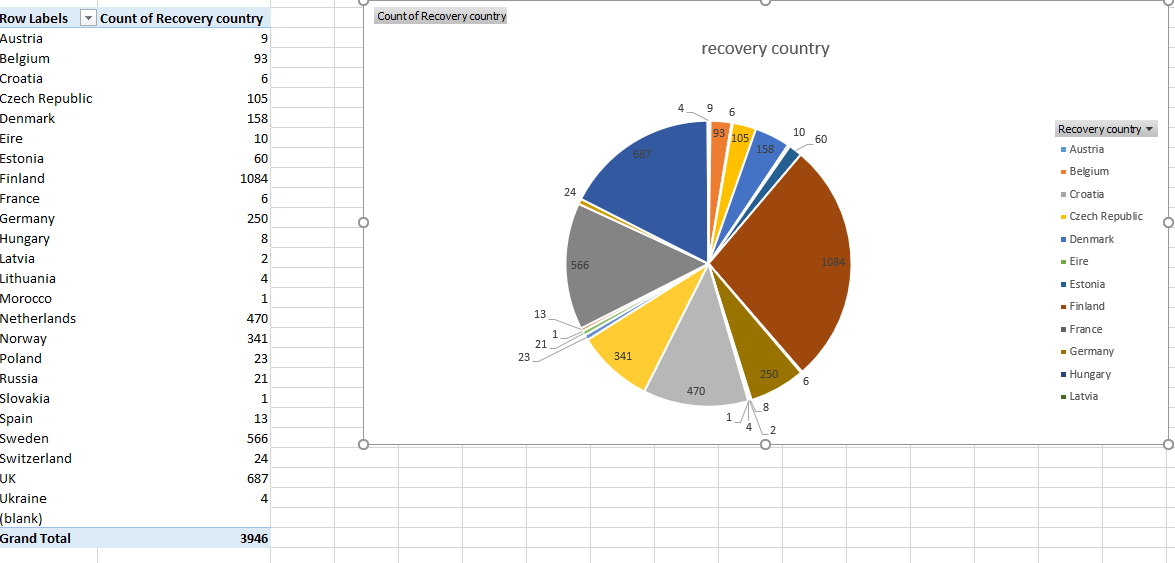 Row Labels Count of Recovery country
Austria 9
Belgium 93
Croatia 6
Czech Republic 105
Denmark 158
Eire 10
Estonia 60
Finland 1084
France 6
Germany 250
Hungary 8
Latvia 2
Lithuania 4
Morocco 1
Netherlands 470
Norway 341
Poland 23
Russia 21
Slovakia 1
Spain 13
Sweden 566
Switzerland 24
UK 687
Ukraine 4
(blank)
Grand Total 3946
Count of Recovery country
recovery country
4 9 6
93 105 158 10 60
687
24
1084
566
13
1
21
23
341
250 6
470
8
1 4 2
Recovery country
Austria
Belgium
Croatia
Czech Republic
Denmark
Eire
Estonia
Finland
France
Germany
Hungary
Latvia